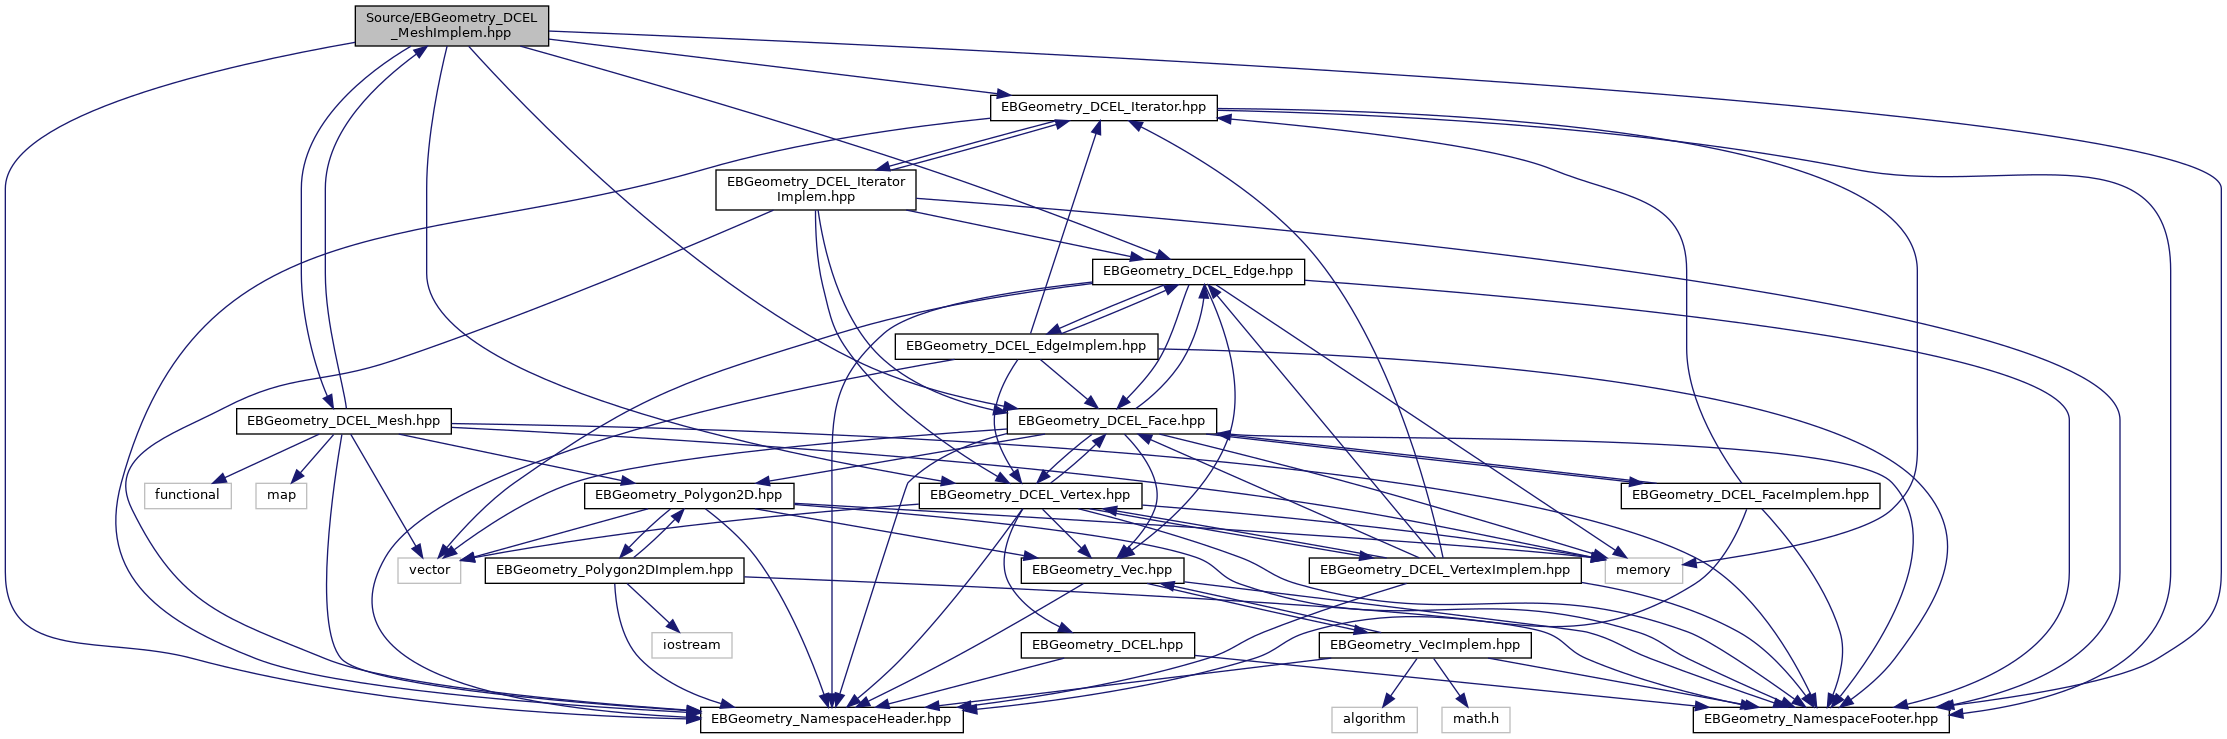 Source/EBGeometry_DCEL
_MeshImplem.hpp
EBGeometry_DCEL_Iterator.hpp
EBGeometry_DCEL_Iterator
Implem.hpp
EBGeometry_DCEL_Edge.hpp
EBGeometry_DCEL_EdgeImplem.hpp
EBGeometry_DCEL_Mesh.hpp
EBGeometry_DCEL_Face.hpp
functional
map
EBGeometry_Polygon2D.hpp
EBGeometry_DCEL_Vertex.hpp
EBGeometry_DCEL_FaceImplem.hpp
vector
EBGeometry_Polygon2DImplem.hpp
EBGeometry_Vec.hpp
EBGeometry_DCEL_VertexImplem.hpp
memory
iostream
EBGeometry_DCEL.hpp
EBGeometry_VecImplem.hpp
EBGeometry_NamespaceHeader.hpp
algorithm
math.h
EBGeometry_NamespaceFooter.hpp